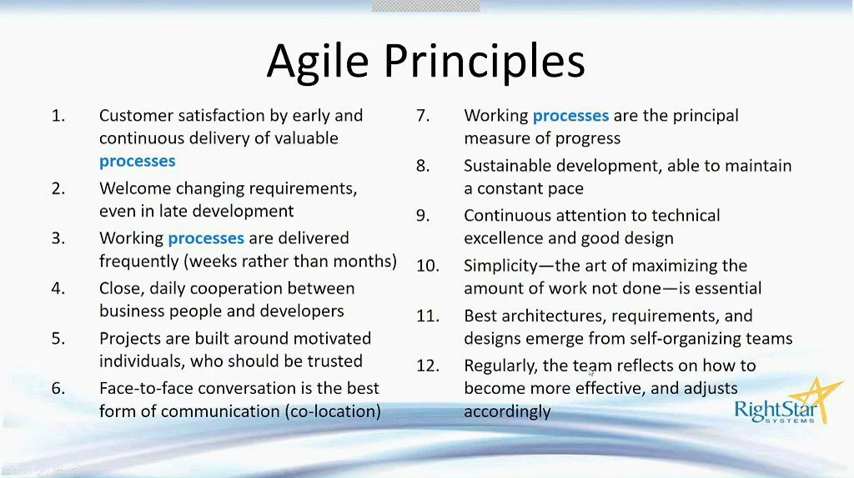 Agile Principles
1. Customer satisfaction by early and
continuous delivery of valuable
processes
2. Welcome changing requirements,
even in late development
3. Working processes are delivered
frequently (weeks rather than months)
4. Close, daily cooperation between
business people and developers
5. Projects are built around motivated
individuals, who should be trusted
6. Face-to-face conversation is the best
form of communication (co-location)
7. Working processes are the principal
measure of progress
8. Sustainable development, able to maintain
a constant pace
9. Continuous attention to technical
excellence and good design
10. Simplicity—the art of maximizing the
amount of work not done—is essential
11. Best architectures, requirements, and
designs emerge from self-organizing teams
12. Regularly, the team reflects on how to
become more effective, and adjusts
accordingly
RightStar
SYSTEMS